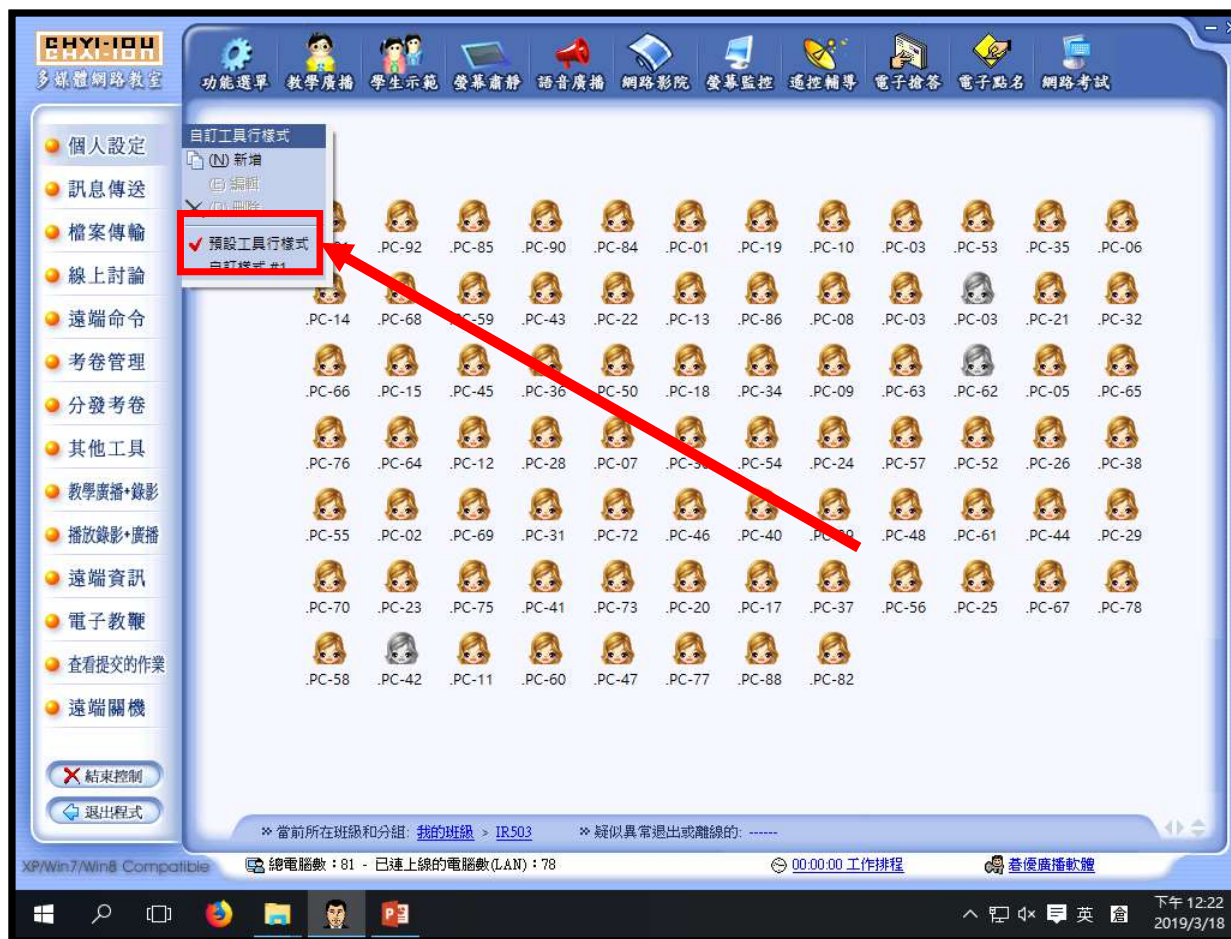 CHYI-IOH
多媒體網路教室
功能選單 教學廣播 學生示範 螢幕肅靜 語音廣播 網路影院 螢幕監控 遙控輔導 電子搶答 電子點名 網路考試
個人設定
訊息傳送
檔案傳輸
線上討論
遠端命令
考卷管理
分發考卷
其他工具
教學廣播+錄影
播放錄影+廣播
遠端資訊
電子教鞭
查看提交的作業
遠端關機
結束控制
退出程式
自訂工具行樣式
(N) 新增
(E) 編輯
(D) 刪除
預設工具行樣式
自訂樣式 #1
.PC-92 .PC-85 .PC-90 .PC-84 .PC-01 .PC-19 .PC-10 .PC-03 .PC-53 .PC-35 .PC-06
.PC-14 .PC-68 .PC-59 .PC-43 .PC-22 .PC-13 .PC-86 .PC-08 .PC-03 .PC-03 .PC-21 .PC-32
.PC-66 .PC-15 .PC-45 .PC-36 .PC-50 .PC-18 .PC-34 .PC-09 .PC-63 .PC-62 .PC-05 .PC-65
.PC-76 .PC-64 .PC-12 .PC-28 .PC-07 .PC-54 .PC-24 .PC-57 .PC-52 .PC-26 .PC-38
.PC-55 .PC-02 .PC-69 .PC-31 .PC-72 .PC-46 .PC-40 .PC-48 .PC-61 .PC-44 .PC-29
.PC-70 .PC-23 .PC-75 .PC-41 .PC-73 .PC-20 .PC-17 .PC-37 .PC-56 .PC-25 .PC-67 .PC-78
.PC-58 .PC-42 .PC-11 .PC-60 .PC-47 .PC-77 .PC-88 .PC-82
當前所在班級和分組: 我的班級 > IR503 疑似異常退出或離線的: ------
XP/Win7/Win8 Compatible 總電腦數：81 - 已連上線的電腦數(LAN)：78 00:00:00 工作排程 碁優廣播軟體
英 倉 下午 12:22
2019/3/18